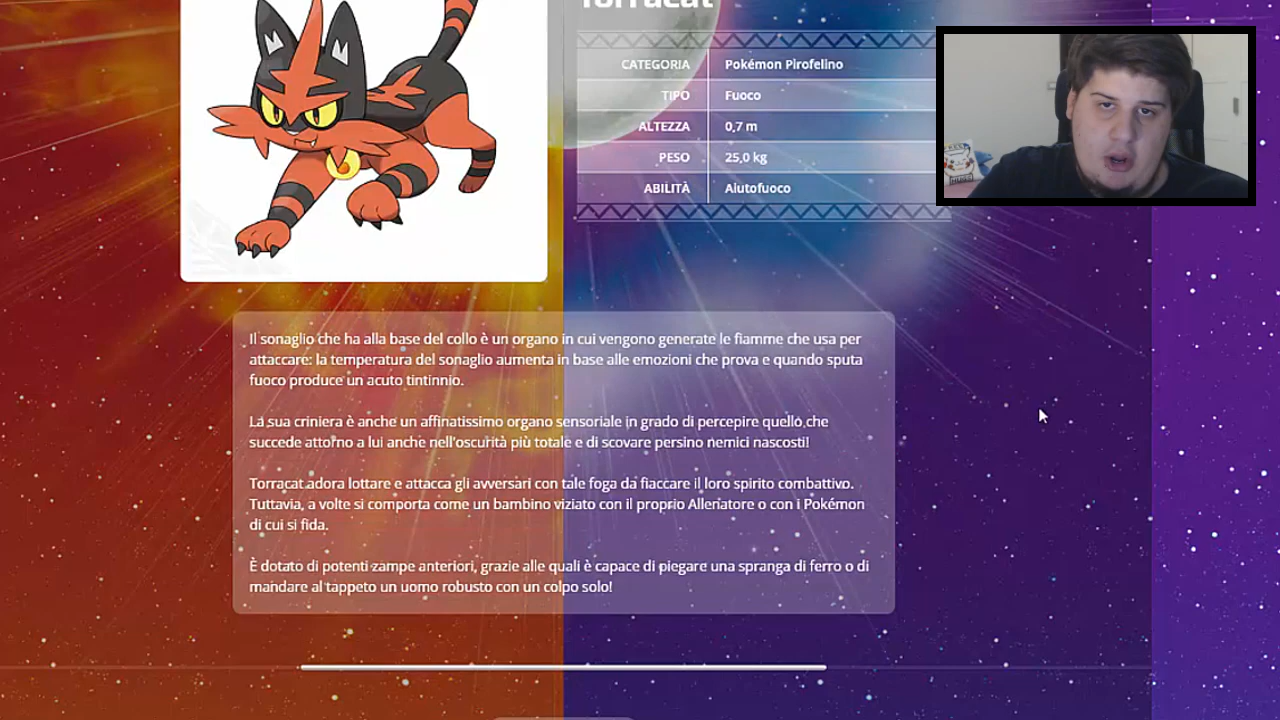 Torracat
CATEGORIA Pokémon Pirofelino
TIPO Fuoco
ALTEZZA 0,7 m
PESO 25,0 kg
ABILITÀ Aiutofuoco
Il sonaglio che ha alla base del collo è un organo in cui vengono generate le fiamme che usa per
attaccare: la temperatura del sonaglio aumenta in base alle emozioni che prova e quando sputa
fuoco produce un acuto tintinnio.
La sua criniera è anche un affinatissimo organo sensoriale in grado di percepire quello che
succede attorno a lui anche nell'oscurità più totale e di scovare persino nemici nascosti!
Torracat adora lottare e attacca gli avversari con tale foga da fiaccare il loro spirito combattivo.
Tuttavia, a volte si comporta come un bambino viziato con il proprio Allenatore o con i Pokémon
di cui si fida.
È dotato di potenti zampe anteriori, grazie alle quali è capace di piegare una spranga di ferro o di
mandare al tappeto un uomo robusto con un colpo solo!